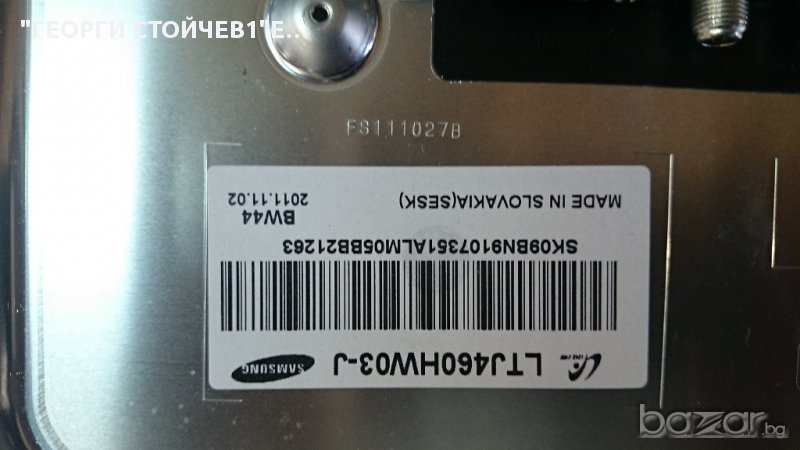 "ГЕОРГИ СТОЙЧЕВ1"Е...
FS111027B
LTJ460HW03-J
SAMSUNG
SK09BN9107351ALM05BB21263
MADE IN SLOVAKIA(SESK)
BW44
2011.11.02
bazar.bg